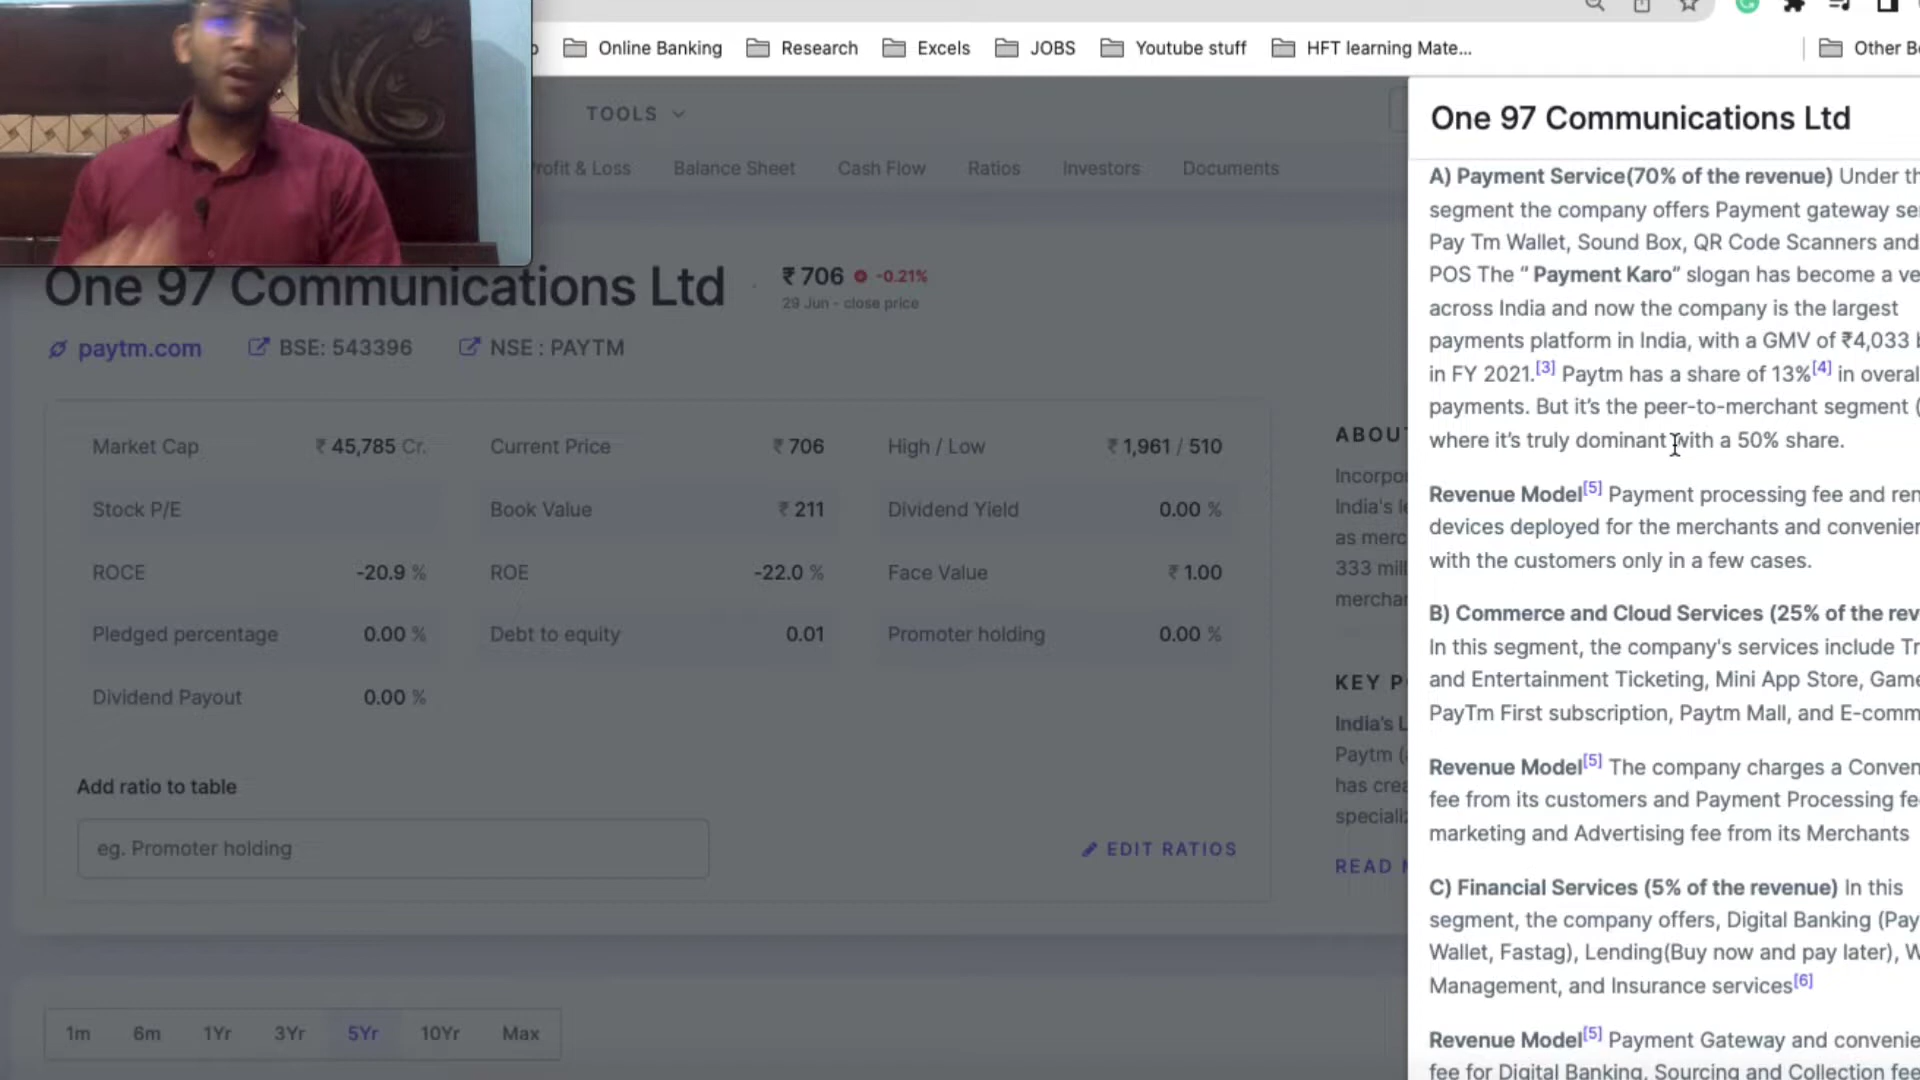 Online Banking
Research
Excels
JOBS
Youtube stuff
HFT learning Mate...
Other
TOOLS
Profit & Loss
Balance Sheet
Cash Flow
Ratios
Investors
Documents
One 97 Communications Ltd
₹ 706 -0.21%
29 Jun - close price
paytm.com
BSE: 543396
NSE : PAYTM
Market Cap ₹ 45,785 Cr.
Current Price ₹ 706
High / Low ₹ 1,961 / 510
Stock P/E
Book Value ₹ 211
Dividend Yield 0.00 %
ROCE -20.9 %
ROE -22.0 %
Face Value ₹ 1.00
Pledged percentage 0.00 %
Debt to equity 0.01
Promoter holding 0.00 %
Dividend Payout 0.00 %
Add ratio to table
eg. Promoter holding
EDIT RATIOS
1m 6m 1Yr 3Yr 5Yr 10Yr Max
ABOU
Incorpo
India's le
as merc
333 mill
merchan
KEY P
India's L
Paytm (
has crea
speciali
READ
One 97 Communications Ltd
A) Payment Service(70% of the revenue) Under th
segment the company offers Payment gateway se
Pay Tm Wallet, Sound Box, QR Code Scanners and
POS The “ Payment Karo” slogan has become a ve
across India and now the company is the largest
payments platform in India, with a GMV of ₹4,033 b
in FY 2021.[3] Paytm has a share of 13%[4] in overal
payments. But it’s the peer-to-merchant segment (
where it’s truly dominant with a 50% share.
Revenue Model[5] Payment processing fee and ren
devices deployed for the merchants and convenien
with the customers only in a few cases.
B) Commerce and Cloud Services (25% of the rev
In this segment, the company's services include Tr
and Entertainment Ticketing, Mini App Store, Game
PayTm First subscription, Paytm Mall, and E-comm
Revenue Model[5] The company charges a Conven
fee from its customers and Payment Processing fe
marketing and Advertising fee from its Merchants
C) Financial Services (5% of the revenue) In this
segment, the company offers, Digital Banking (Pay
Wallet, Fastag), Lending(Buy now and pay later), W
Management, and Insurance services[6]
Revenue Model[5] Payment Gateway and convenie
fee for Digital Banking, Sourcing and Collection fee